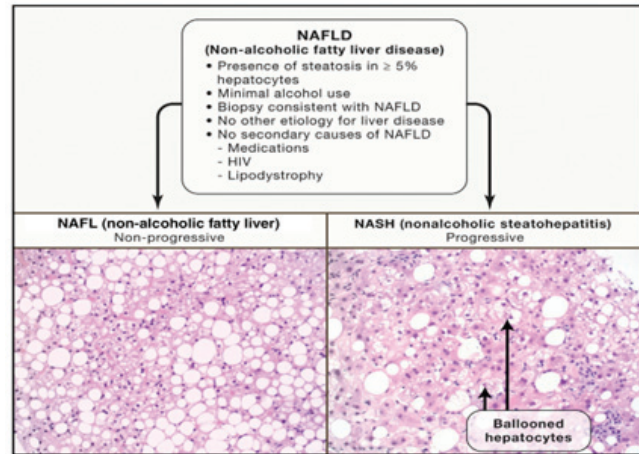 NAFLD
(Non-alcoholic fatty liver disease)
• Presence of steatosis in ≥ 5%
hepatocytes
• Minimal alcohol use
• Biopsy consistent with NAFLD
• No other etiology for liver disease
• No secondary causes of NAFLD
- Medications
- HIV
- Lipodystrophy
NAFL (non-alcoholic fatty liver)
Non-progressive
NASH (nonalcoholic steatohepatitis)
Progressive
Ballooned
hepatocytes